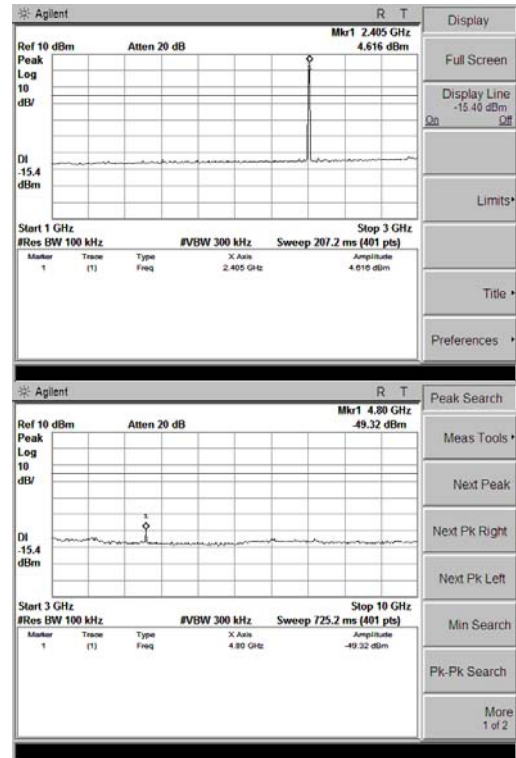 Agilent R T
Mkr1 2.405 GHz
Ref 10 dBm Atten 20 dB 4.616 dBm
Peak
Log
10
dB/
DI
-15.4
dBm
Start 1 GHz Stop 3 GHz
#Res BW 100 kHz #VBW 300 kHz Sweep 207.2 ms (401 pts)
Marker Trace Type X Axis Amplitude
1 (1) Freq 2.405 GHz 4.616 dBm
Display
Full Screen
Display Line
-15.40 dBm
On Off
Limits
Title
Preferences
Agilent R T
Mkr1 4.80 GHz
Ref 10 dBm Atten 20 dB -49.32 dBm
Peak
Log
10
dB/
1
DI
-15.4
dBm
Start 3 GHz Stop 10 GHz
#Res BW 100 kHz #VBW 300 kHz Sweep 725.2 ms (401 pts)
Marker Trace Type X Axis Amplitude
1 (1) Freq 4.80 GHz -49.32 dBm
Peak Search
Meas Tools
Next Peak
Next Pk Right
Next Pk Left
Min Search
Pk-Pk Search
More
1 of 2